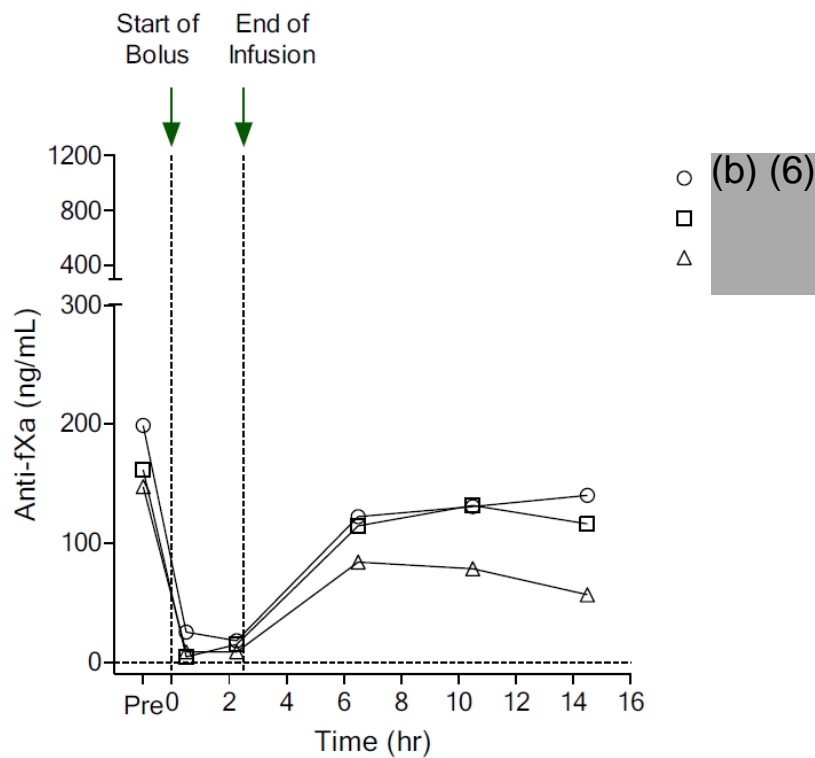 Start of Bolus
End of Infusion
1200
800
400
300
200
100
0
Anti-fXa (ng/mL)
Pre 0 2 4 6 8 10 12 14 16
Time (hr)
(b) (6)